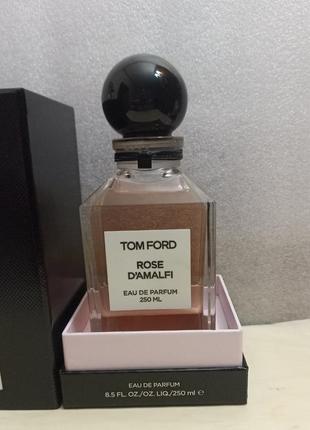 TOM FORD
ROSE
D'AMALFI
EAU DE PARFUM
250 ML
EAU DE PARFUM
8.5 FL. OZ./OZ. LIQ./250 ml ℮